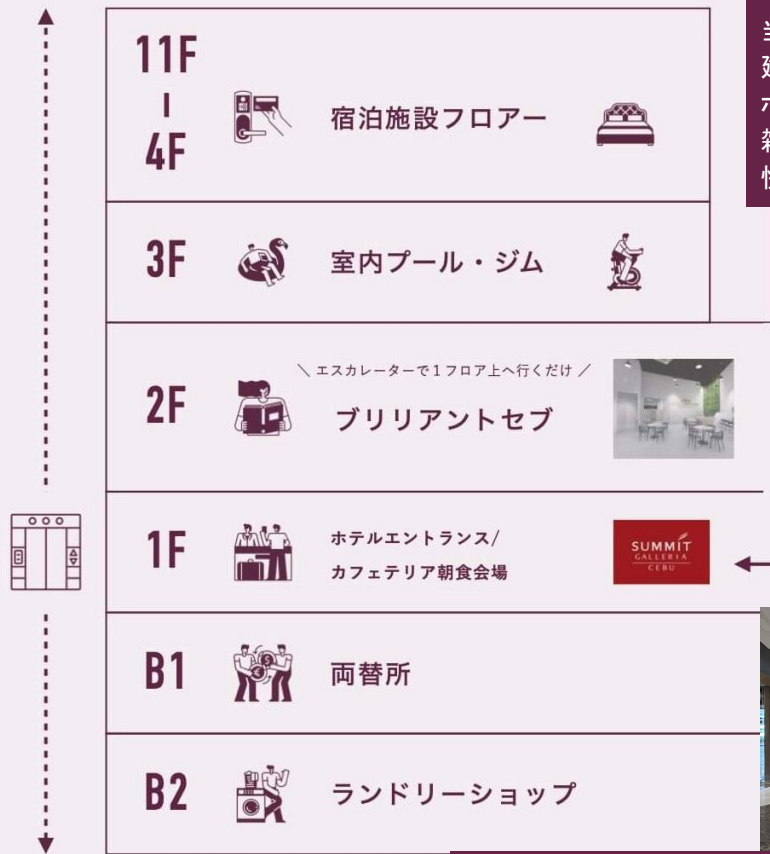 11F
|
4F
宿泊施設フロアー
3F
室内プール・ジム
2F
＼ エスカレーターで1フロア上へ行くだけ ／
ブリリアントセブ
1F
ホテルエントランス/
カフェテリア朝食会場
SUMMIT
GALLERIA
CEBU
B1
両替所
B2
ランドリーショップ